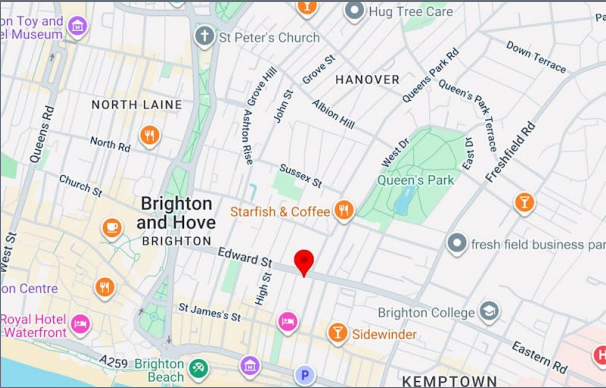 on Toy and
el Museum
Hug Tree Care
St Peter's Church
Down Terrace
HANOVER
Grove St
Grove Hill
Queens Park Rd
Queen's Park Terrace
NORTH LAINE
John St
Albion Hill
Queens Rd
Ashton Rise
Freshfield Rd
North Rd
West Dr
East Dr
Sussex St
Queen's Park
Church St
Brighton
and Hove
BRIGHTON
Starfish & Coffee
West St
fresh field business par
Edward St
on Centre
High St
St James's St
Brighton College
Royal Hotel
Waterfront
Sidewinder
Eastern Rd
A259
Brighton
Beach
P
KEMPTOWN
H